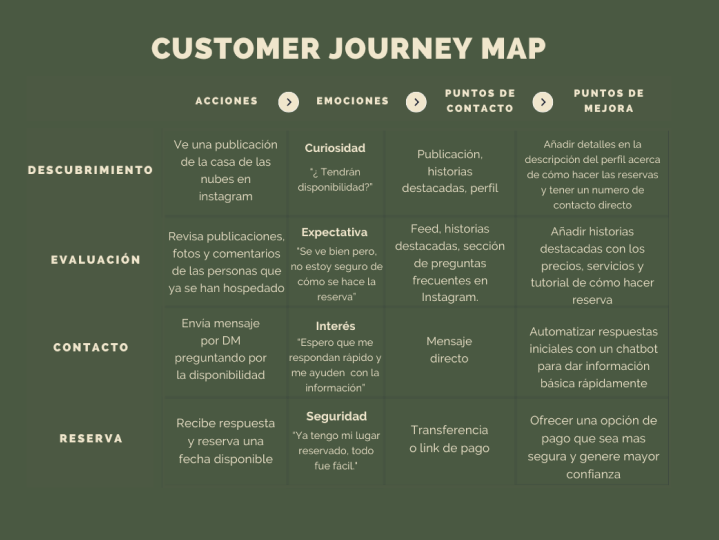 CUSTOMER JOURNEY MAP
ACCIONES
EMOCIONES
PUNTOS DE
CONTACTO
PUNTOS DE
MEJORA
DESCUBRIMIENTO
Ve una publicación
de la casa de las
nubes en
instagram
Curiosidad
"¿ Tendrán
disponibilidad?"
Publicación,
historias
destacadas, perfil
Añadir detalles en la
descripción del perfil acerca
de cómo hacer las reservas
y tener un numero de
contacto directo
EVALUACIÓN
Revisa publicaciones,
fotos y comentarios
de las personas que
ya se han hospedado
Expectativa
"Se ve bien pero,
no estoy seguro de
cómo se hace la
reserva"
Feed, historias
destacadas, sección
de preguntas
frecuentes en
Instagram.
Añadir historias
destacadas con los
precios, servicios y
tutorial de cómo hacer
reserva
CONTACTO
Envía mensaje
por DM
preguntando por
la disponibilidad
Interés
"Espero que me
respondan rápido y
me ayuden con la
información"
Mensaje
directo
Automatizar respuestas
iniciales con un chatbot
para dar información
básica rápidamente
RESERVA
Recibe respuesta
y reserva una
fecha disponible
Seguridad
"Ya tengo mi lugar
reservado, todo
fue fácil."
Transferencia
o link de pago
Ofrecer una opción de
pago que sea mas
segura y genere mayor
confianza